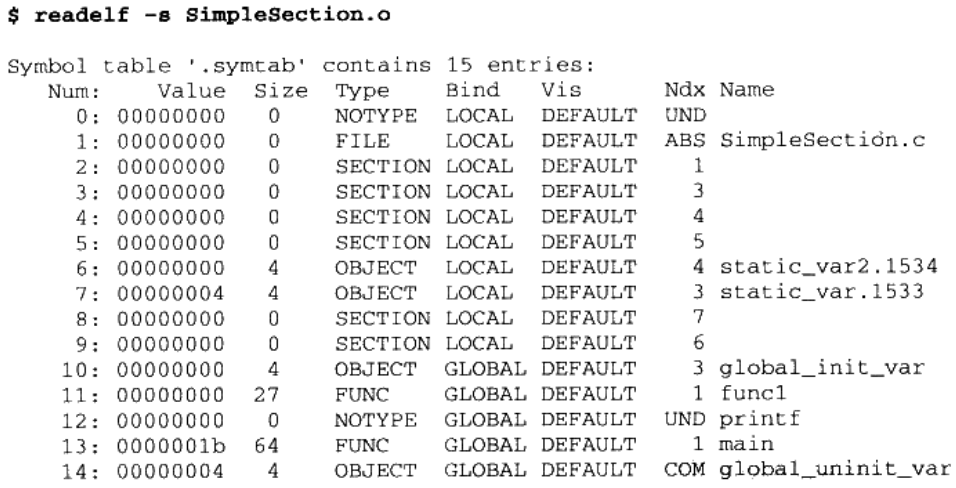 $ readelf -s SimpleSection.o
Symbol table '.symtab' contains 15 entries:
Num: Value Size Type Bind Vis Ndx Name
0: 00000000 0 NOTYPE LOCAL DEFAULT UND
1: 00000000 0 FILE LOCAL DEFAULT ABS SimpleSection.c
2: 00000000 0 SECTION LOCAL DEFAULT 1
3: 00000000 0 SECTION LOCAL DEFAULT 3
4: 00000000 0 SECTION LOCAL DEFAULT 4
5: 00000000 0 SECTION LOCAL DEFAULT 5
6: 00000000 4 OBJECT LOCAL DEFAULT 4 static_var2.1534
7: 00000004 4 OBJECT LOCAL DEFAULT 3 static_var.1533
8: 00000000 0 SECTION LOCAL DEFAULT 7
9: 00000000 0 SECTION LOCAL DEFAULT 6
10: 00000000 4 OBJECT GLOBAL DEFAULT 3 global_init_var
11: 00000000 27 FUNC GLOBAL DEFAULT 1 func1
12: 00000000 0 NOTYPE GLOBAL DEFAULT UND printf
13: 0000001b 64 FUNC GLOBAL DEFAULT 1 main
14: 00000004 4 OBJECT GLOBAL DEFAULT COM global_uninit_var